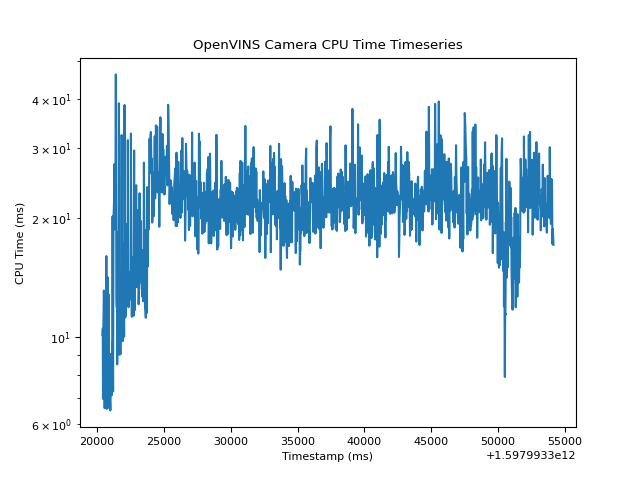 OpenVINS Camera CPU Time Timeseries
CPU Time (ms)
4 × 10¹
3 × 10¹
2 × 10¹
10¹
6 × 10⁰
20000 25000 30000 35000 40000 45000 50000 55000
Timestamp (ms)
+1.5979933e12